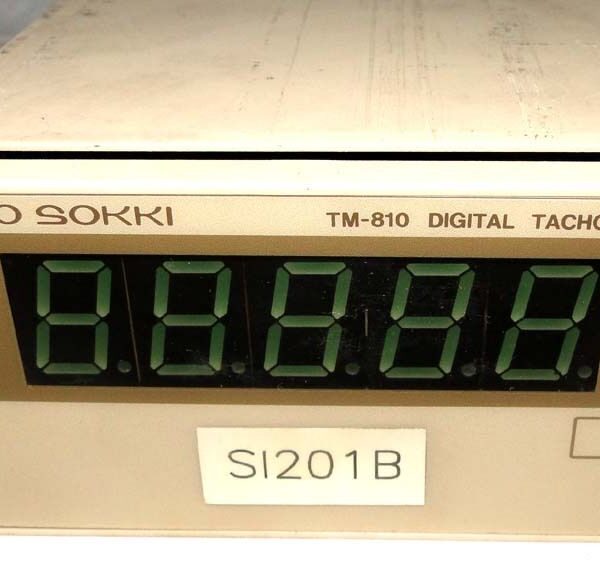 O SOKKI
TM-810 DIGITAL TACHO
SI201B